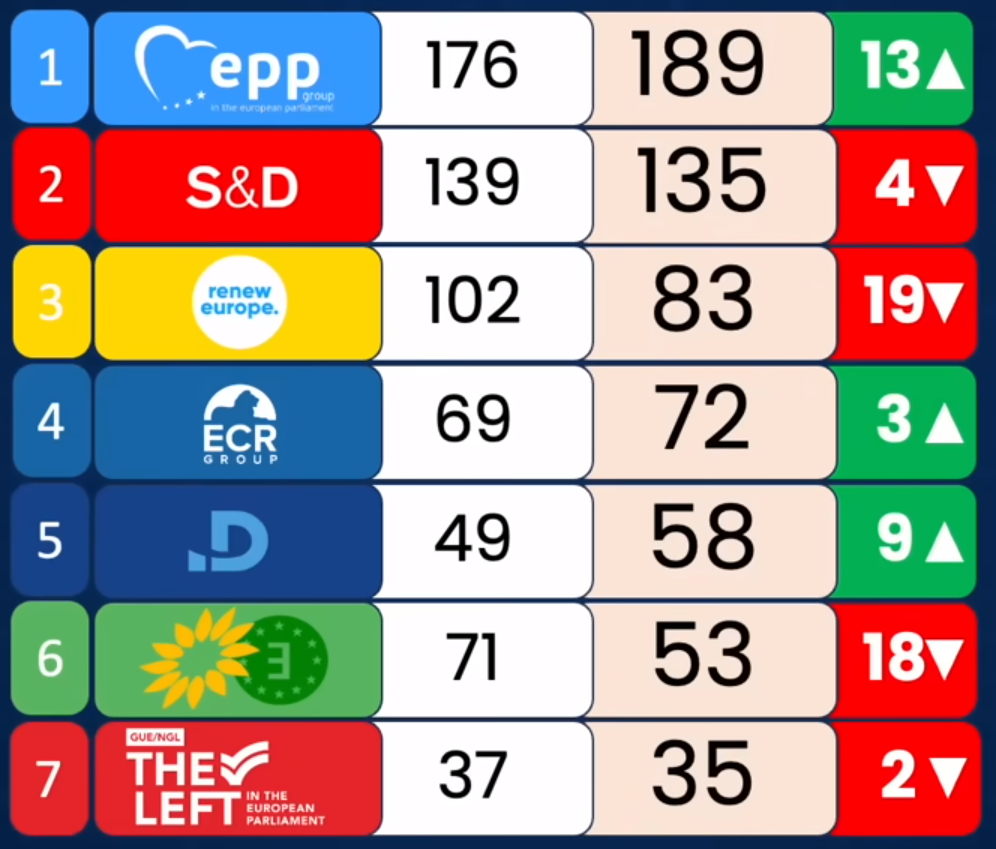 1
epp
group
in the european parliament
176
189
13▲
2
S&D
139
135
4▼
3
renew
europe.
102
83
19▼
4
ECR
GROUP
69
72
3▲
5
ID
49
58
9▲
6
E
71
53
18▼
7
GUE/NGL
THE
LEFT
IN THE
EUROPEAN
PARLIAMENT
37
35
2▼